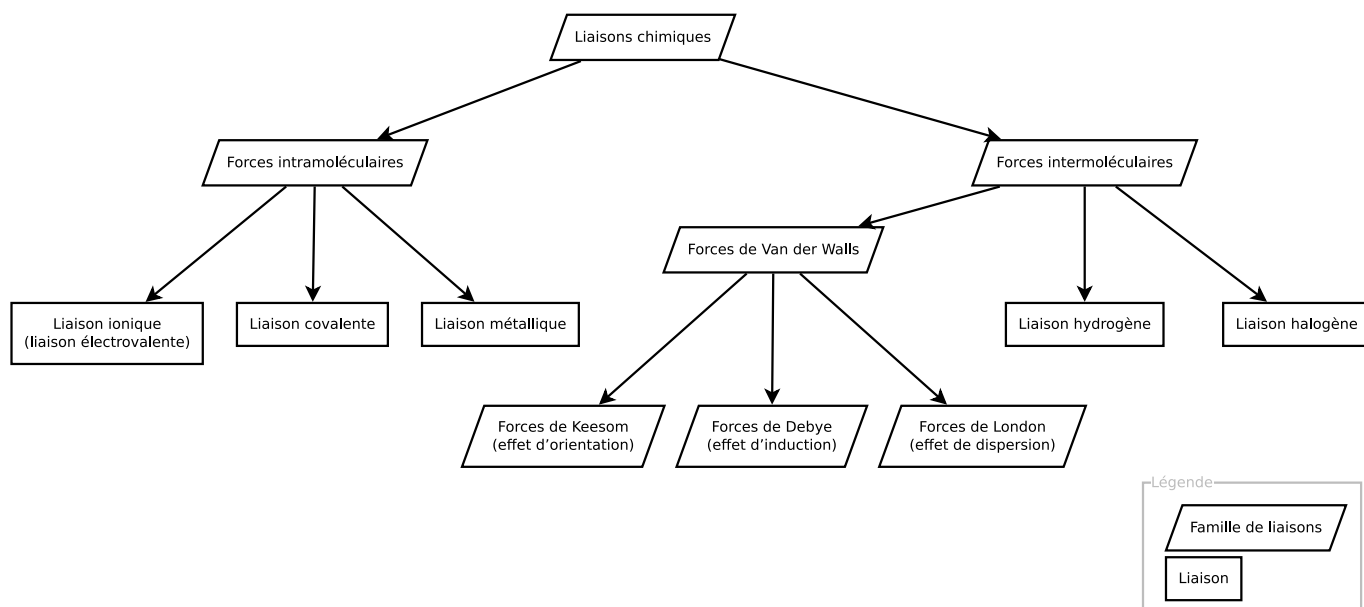 Liaisons chimiques
Forces intramoléculaires
Forces intermoléculaires
Forces de Van der Walls
Liaison ionique
(liaison électrovalente)
Liaison covalente
Liaison métallique
Liaison hydrogène
Liaison halogène
Forces de Keesom
(effet d’orientation)
Forces de Debye
(effet d’induction)
Forces de London
(effet de dispersion)
Légende
Famille de liaisons
Liaison